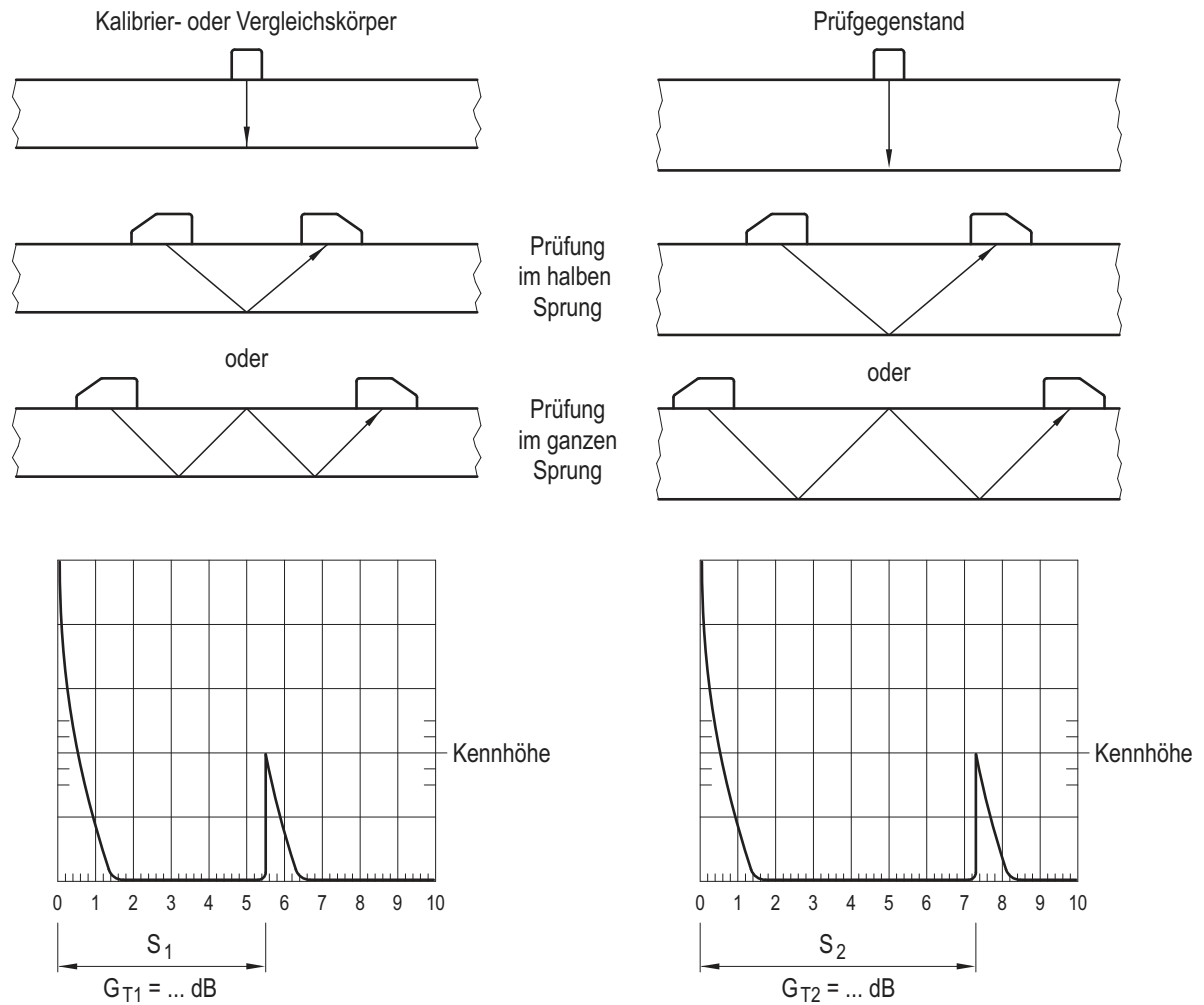 Kalibrier- oder Vergleichskörper
Prüfgegenstand
Prüfung
im halben
Sprung
oder
oder
Prüfung
im ganzen
Sprung
Kennhöhe
Kennhöhe
0 1 2 3 4 5 6 7 8 9 10
0 1 2 3 4 5 6 7 8 9 10
S1
S2
GT1 = ... dB
GT2 = ... dB